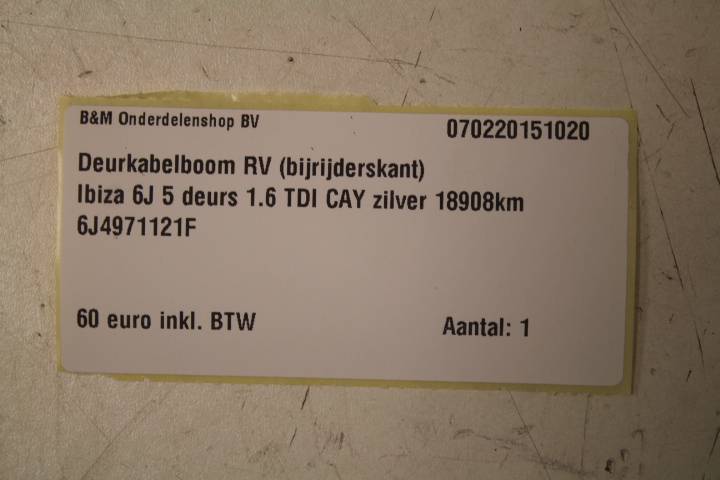 B&M Onderdelenshop BV 070220151020
Deurkabelboom RV (bijrijderskant)
Ibiza 6J 5 deurs 1.6 TDI CAY zilver 18908km
6J4971121F
60 euro inkl. BTW Aantal: 1